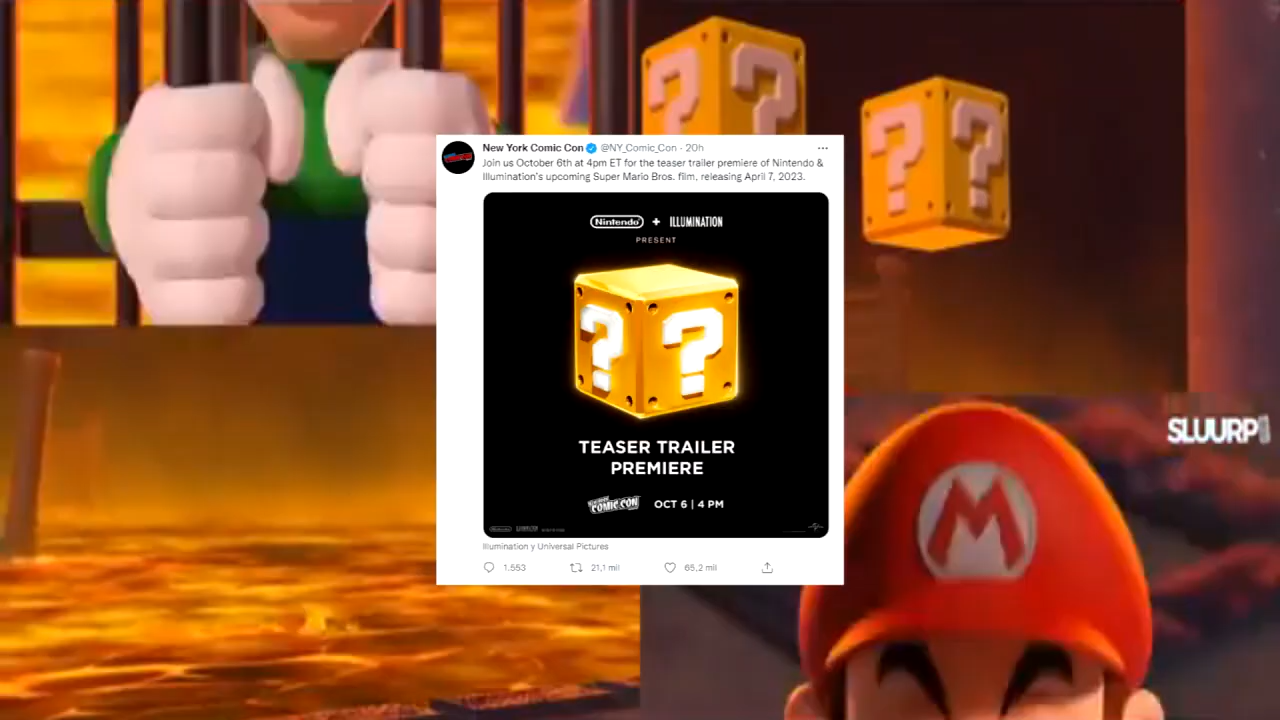 New York Comic Con @NY_Comic_Con · 20h
Join us October 6th at 4pm ET for the teaser trailer premiere of Nintendo &
Illumination's upcoming Super Mario Bros. film, releasing April 7, 2023.
Nintendo + ILLUMINATION
PRESENT
? ?
? ?
? ?
TEASER TRAILER
PREMIERE
COMIC CON OCT 6 | 4 PM
Illumination y Universal Pictures
1.553 21,1 mil 65,2 mil
SLUURP
M